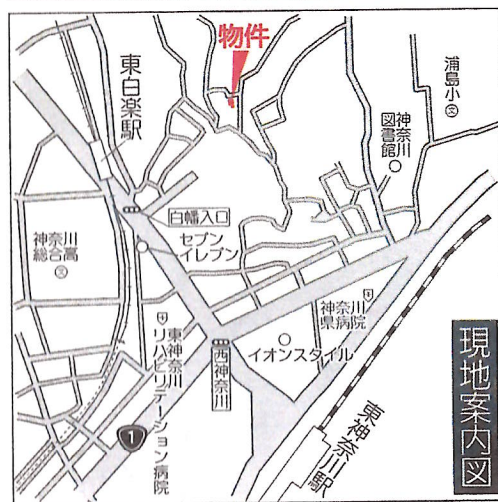 物件
東白楽駅
浦島小
文
神奈川
図書館
白幡入口
神奈川
総合高
文
セブン
イレブン
神奈川
県病院
東神奈川
リハビリテーション病院
西神奈川
イオンスタイル
1
東神奈川駅
現地案内図